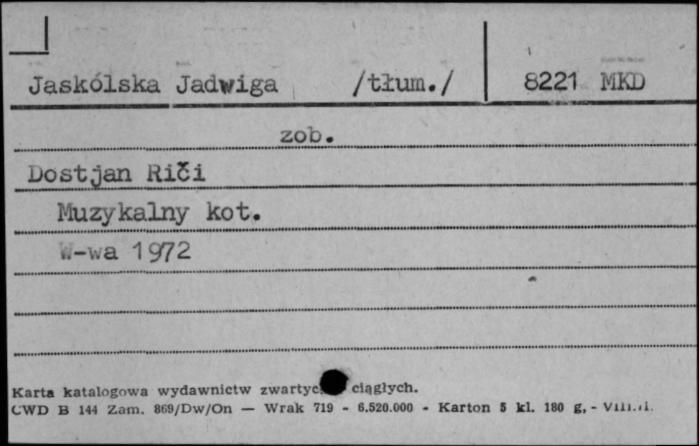 Jaskólska Jadwiga /tłum./ 8221 MKD
zob.
Dostjan Riči
Muzykalny kot.
W-wa 1972
Karta katalogowa wydawnictw ciągłych.
CWD B 144 Zam. 869/Dw/On — Wrak 719 - 6.520.000 - Karton 5 kl. 180 g, -